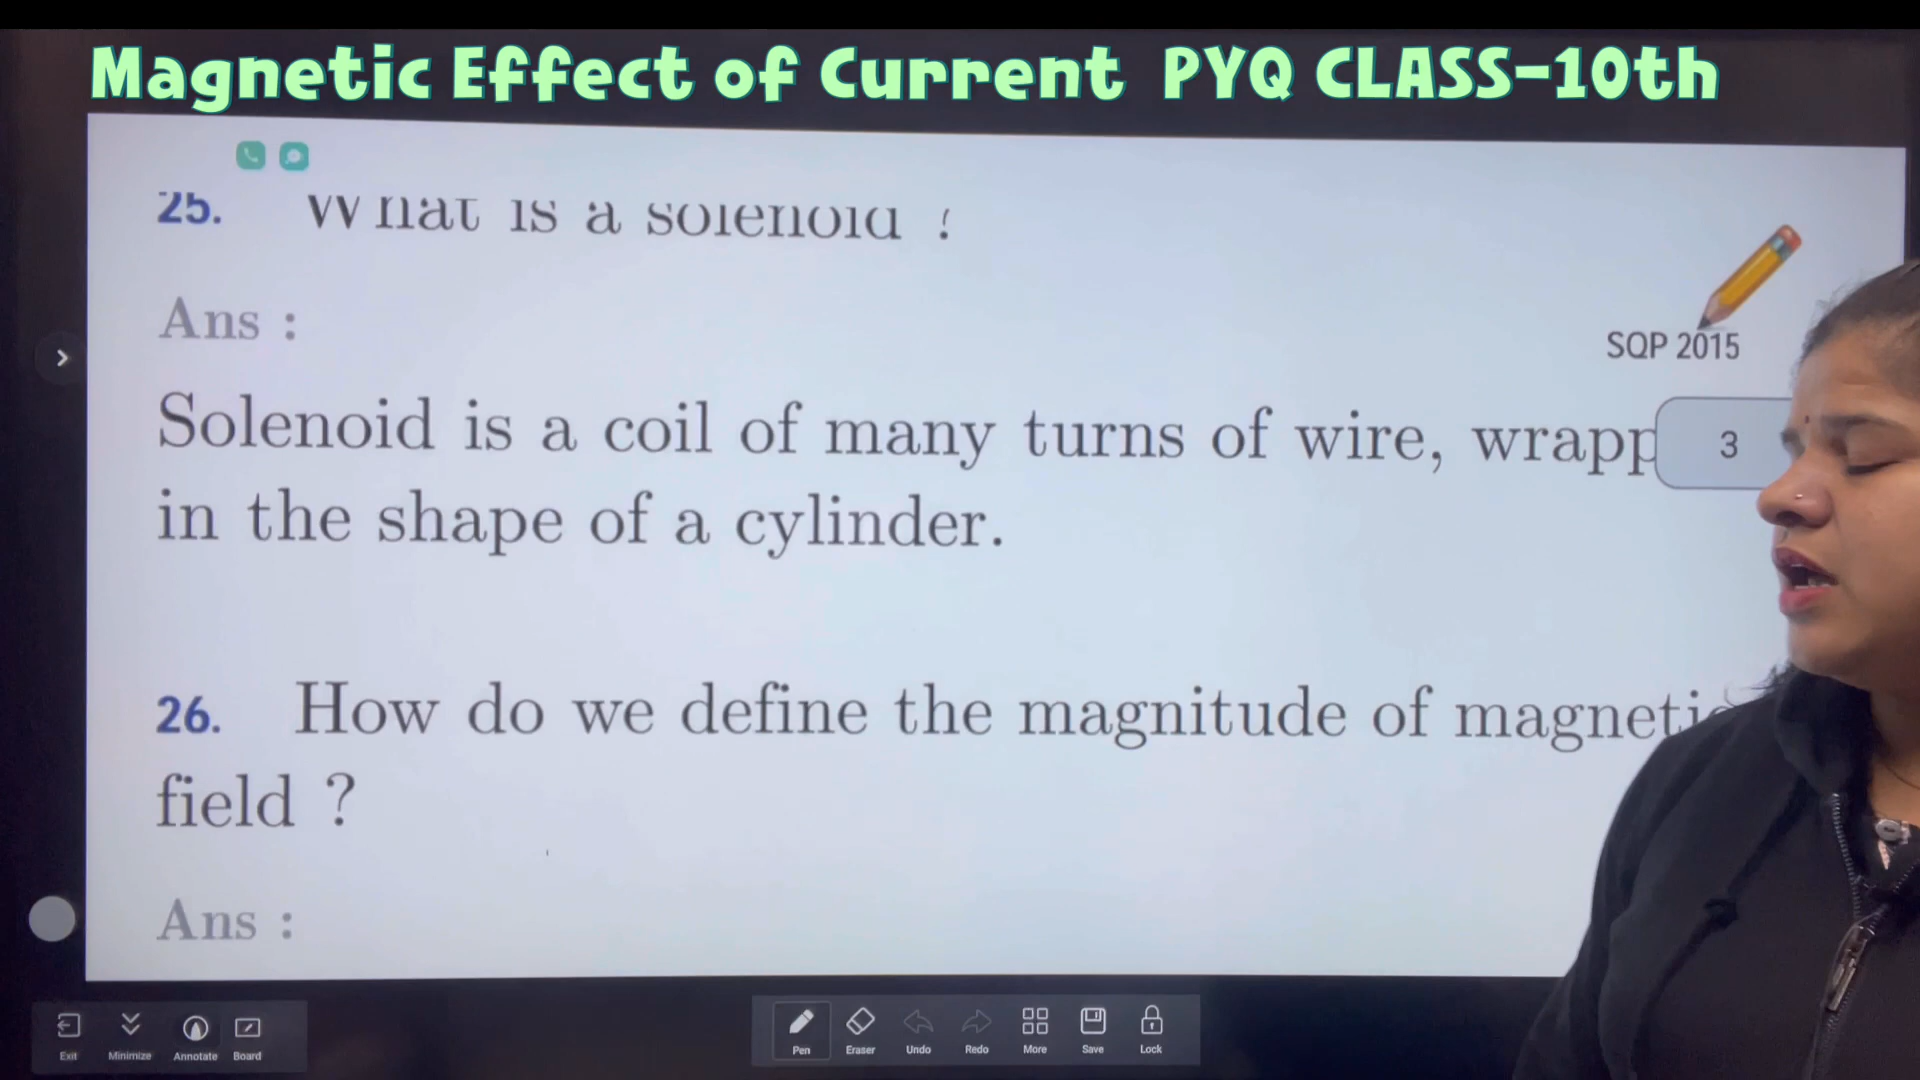 Magnetic Effect of Current PYQ CLASS-10th
25. What is a solenoid ?
Ans :
SQP 2015
Solenoid is a coil of many turns of wire, wrapp
3
in the shape of a cylinder.
26. How do we define the magnitude of magnetic
field ?
Ans :
Exit Minimize Annotate Board
Pen Eraser Undo Redo More Save Lock